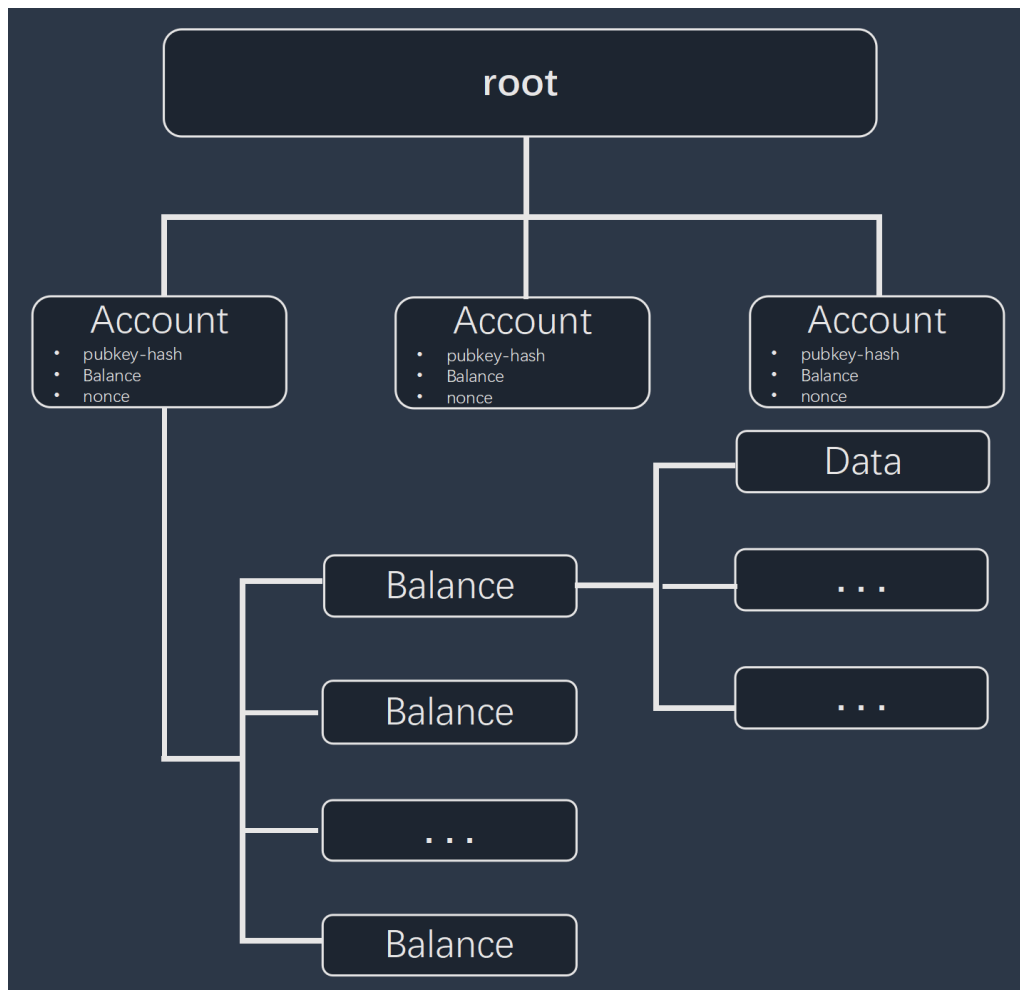 root
Account
• pubkey-hash
• Balance
• nonce
Account
• pubkey-hash
• Balance
• nonce
Account
• pubkey-hash
• Balance
• nonce
Data
Balance
. . .
Balance
. . .
. . .
Balance